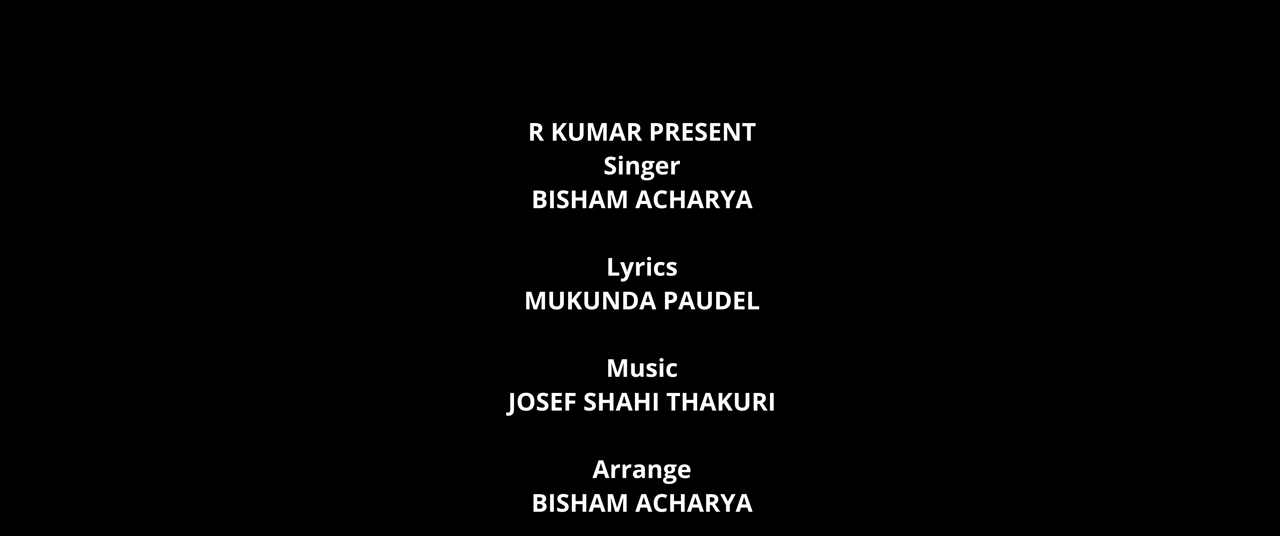 R KUMAR PRESENT
Singer
BISHAM ACHARYA
Lyrics
MUKUNDA PAUDEL
Music
JOSEF SHAHI THAKURI
Arrange
BISHAM ACHARYA